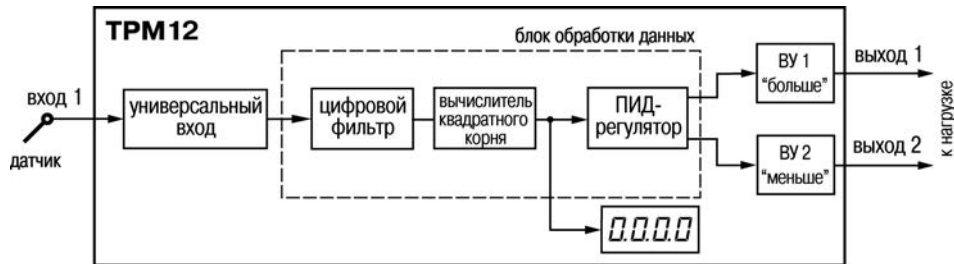 ТРМ12
блок обработки данных
вход 1
датчик
универсальный
вход
цифровой
фильтр
вычислитель
квадратного
корня
ПИД-
регулятор
ВУ 1
“больше”
выход 1
ВУ 2
“меньше”
выход 2
к нагрузке
0.0.0.0